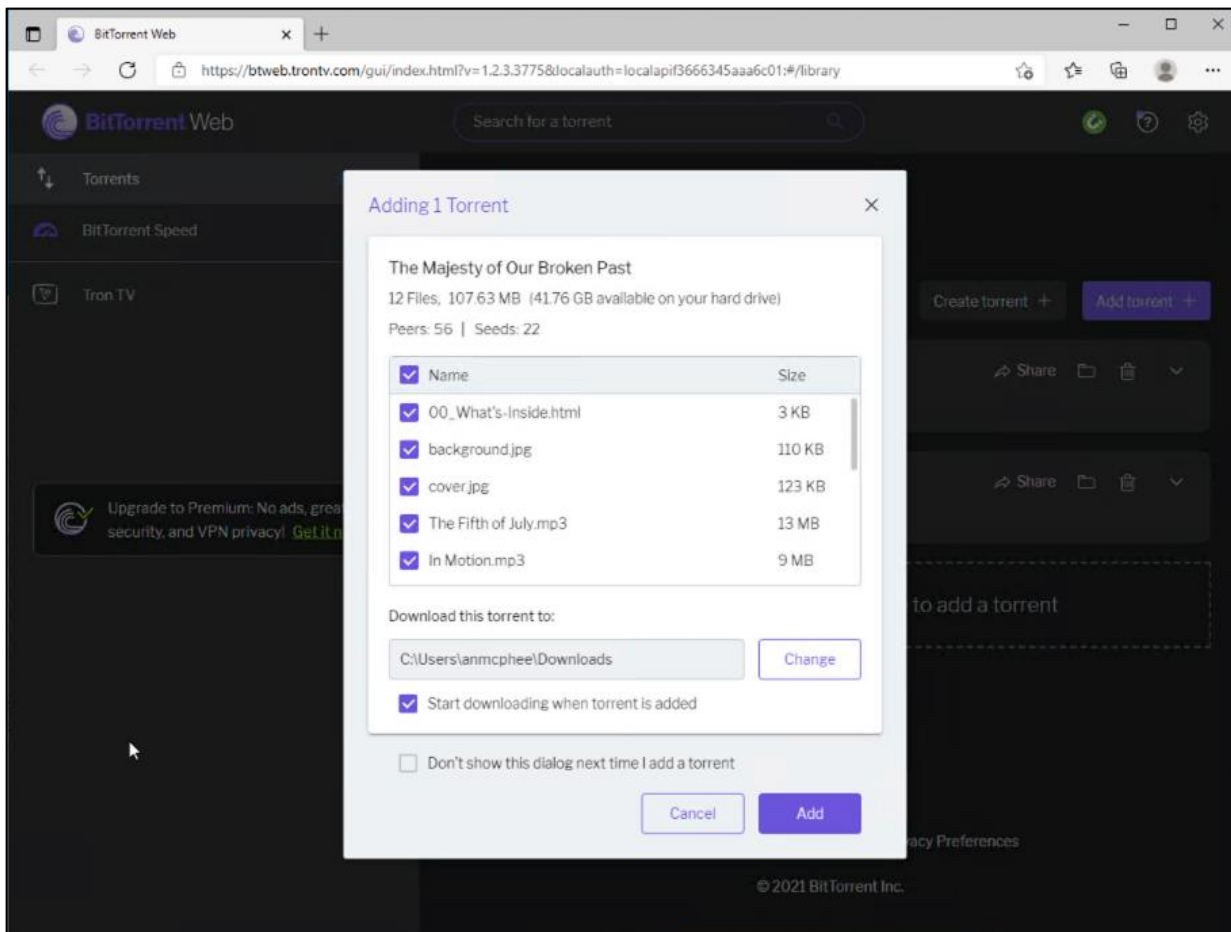 BitTorrent Web
https://btweb.trontv.com/gui/index.html?v=1.2.3.3775&localauth=localapif3666345aaa6c01:#/library
BitTorrent Web
Search for a torrent
Torrents
BitTorrent Speed
Tron TV
Create torrent +
Add torrent +
Share
Share
Upgrade to Premium: No ads,
security, and VPN privacy! Get it
to add a torrent
Adding 1 Torrent
The Majesty of Our Broken Past
12 Files, 107.63 MB (41.76 GB available on your hard drive)
Peers: 56 | Seeds: 22
Name Size
00_What's-Inside.html 3 KB
background.jpg 110 KB
cover.jpg 123 KB
The Fifth of July.mp3 13 MB
In Motion.mp3 9 MB
Download this torrent to:
C:\Users\anmcphee\Downloads
Change
Start downloading when torrent is added
Don't show this dialog next time I add a torrent
Cancel
Add
Preferences
© 2021 BitTorrent Inc.